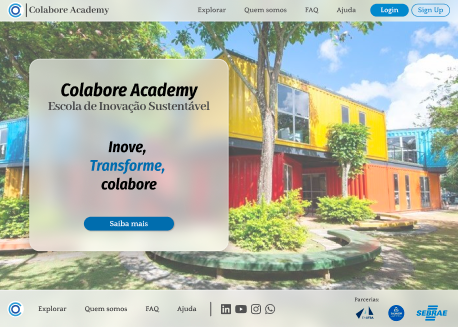 Colabore Academy
Explorar
Quem somos
FAQ
Ajuda
Login
Sign Up
Colabore Academy
Escola de Inovação Sustentável
Inove,
Transforme,
colabore
Saiba mais
Explorar
Quem somos
FAQ
Ajuda
Parcerias:
SEBRAE